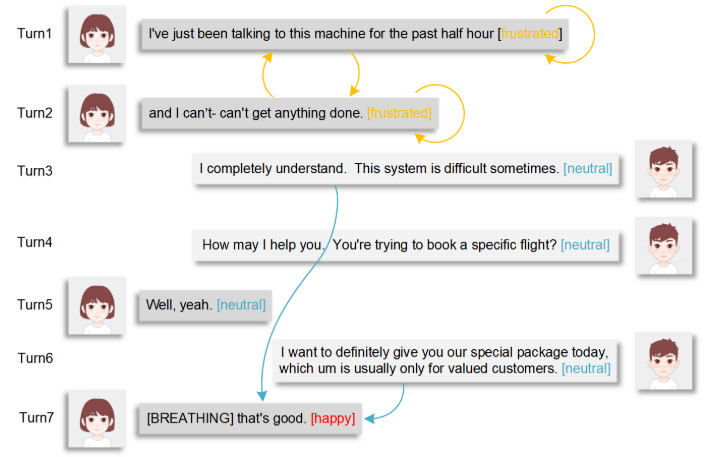 Turn1
I've just been talking to this machine for the past half hour [frustrated]
Turn2
and I can't- can't get anything done. [frustrated]
Turn3
I completely understand. This system is difficult sometimes. [neutral]
Turn4
How may I help you. You're trying to book a specific flight? [neutral]
Turn5
Well, yeah. [neutral]
Turn6
I want to definitely give you our special package today,
which um is usually only for valued customers. [neutral]
Turn7
[BREATHING] that's good. [happy]